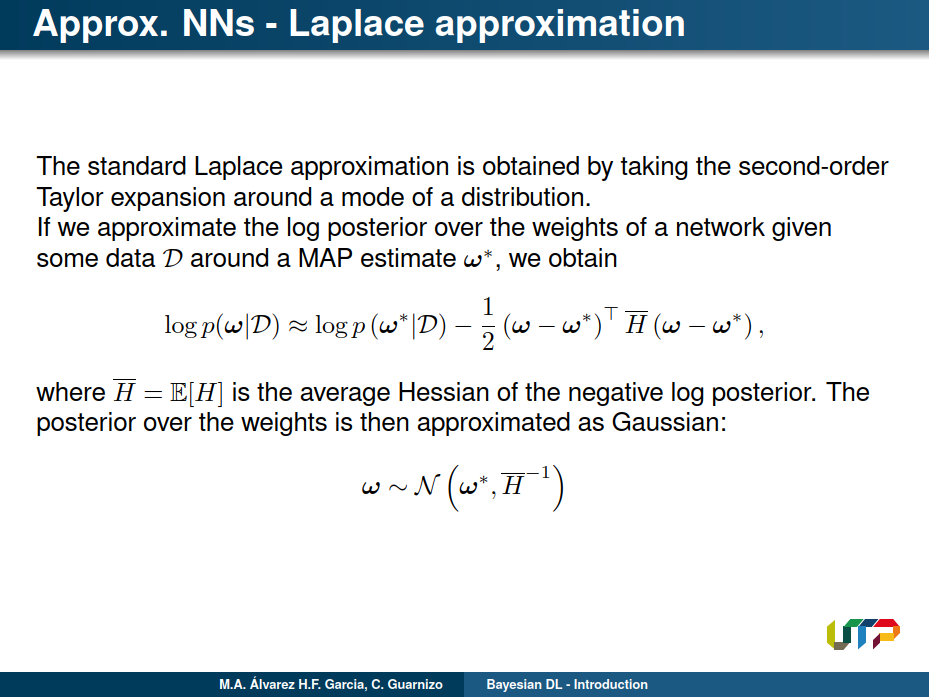 Approx. NNs - Laplace approximation
The standard Laplace approximation is obtained by taking the second-order
Taylor expansion around a mode of a distribution.
If we approximate the log posterior over the weights of a network given
some data 𝒟 around a MAP estimate ω*, we obtain
log p(ω|𝒟) ≈ log p (ω*|𝒟) − 1/2 (ω − ω*)⊤ H̅ (ω − ω*) ,
where H̅ = 𝔼[H] is the average Hessian of the negative log posterior. The
posterior over the weights is then approximated as Gaussian:
ω ∼ 𝒩 (ω*, H̅⁻¹)
UTP
M.A. Álvarez H.F. Garcia, C. Guarnizo Bayesian DL - Introduction